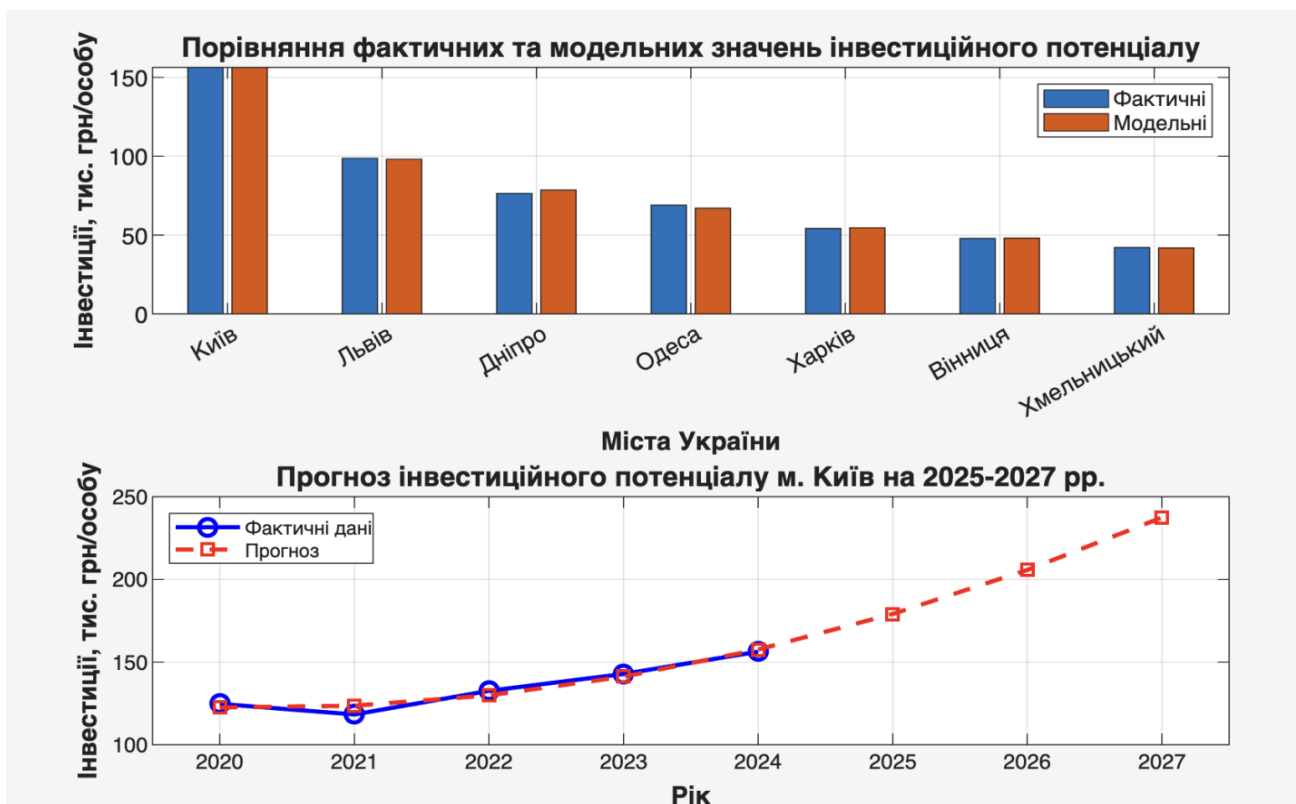 Порівняння фактичних та модельних значень інвестиційного потенціалу
Інвестиції, тис. грн/особу
150
100
50
0
Фактичні
Модельні
Київ
Львів
Дніпро
Одеса
Харків
Вінниця
Хмельницький
Міста України
Прогноз інвестиційного потенціалу м. Київ на 2025-2027 рр.
Інвестиції, тис. грн/особу
250
200
150
100
Фактичні дані
Прогноз
2020
2021
2022
2023
2024
2025
2026
2027
Рік